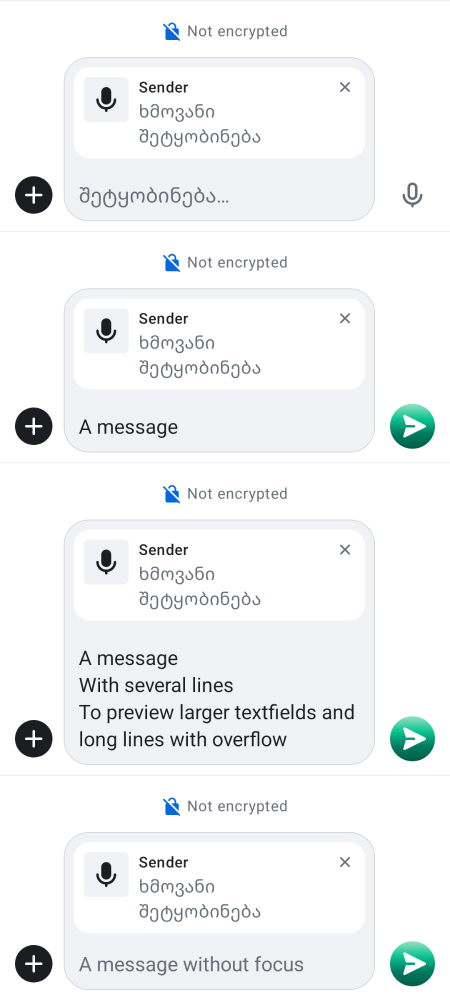 Not encrypted
Sender
ხმოვანი
შეტყობინება
შეტყობინება...
Not encrypted
Sender
ხმოვანი
შეტყობინება
A message
Not encrypted
Sender
ხმოვანი
შეტყობინება
A message
With several lines
To preview larger textfields and
long lines with overflow
Not encrypted
Sender
ხმოვანი
შეტყობინება
A message without focus